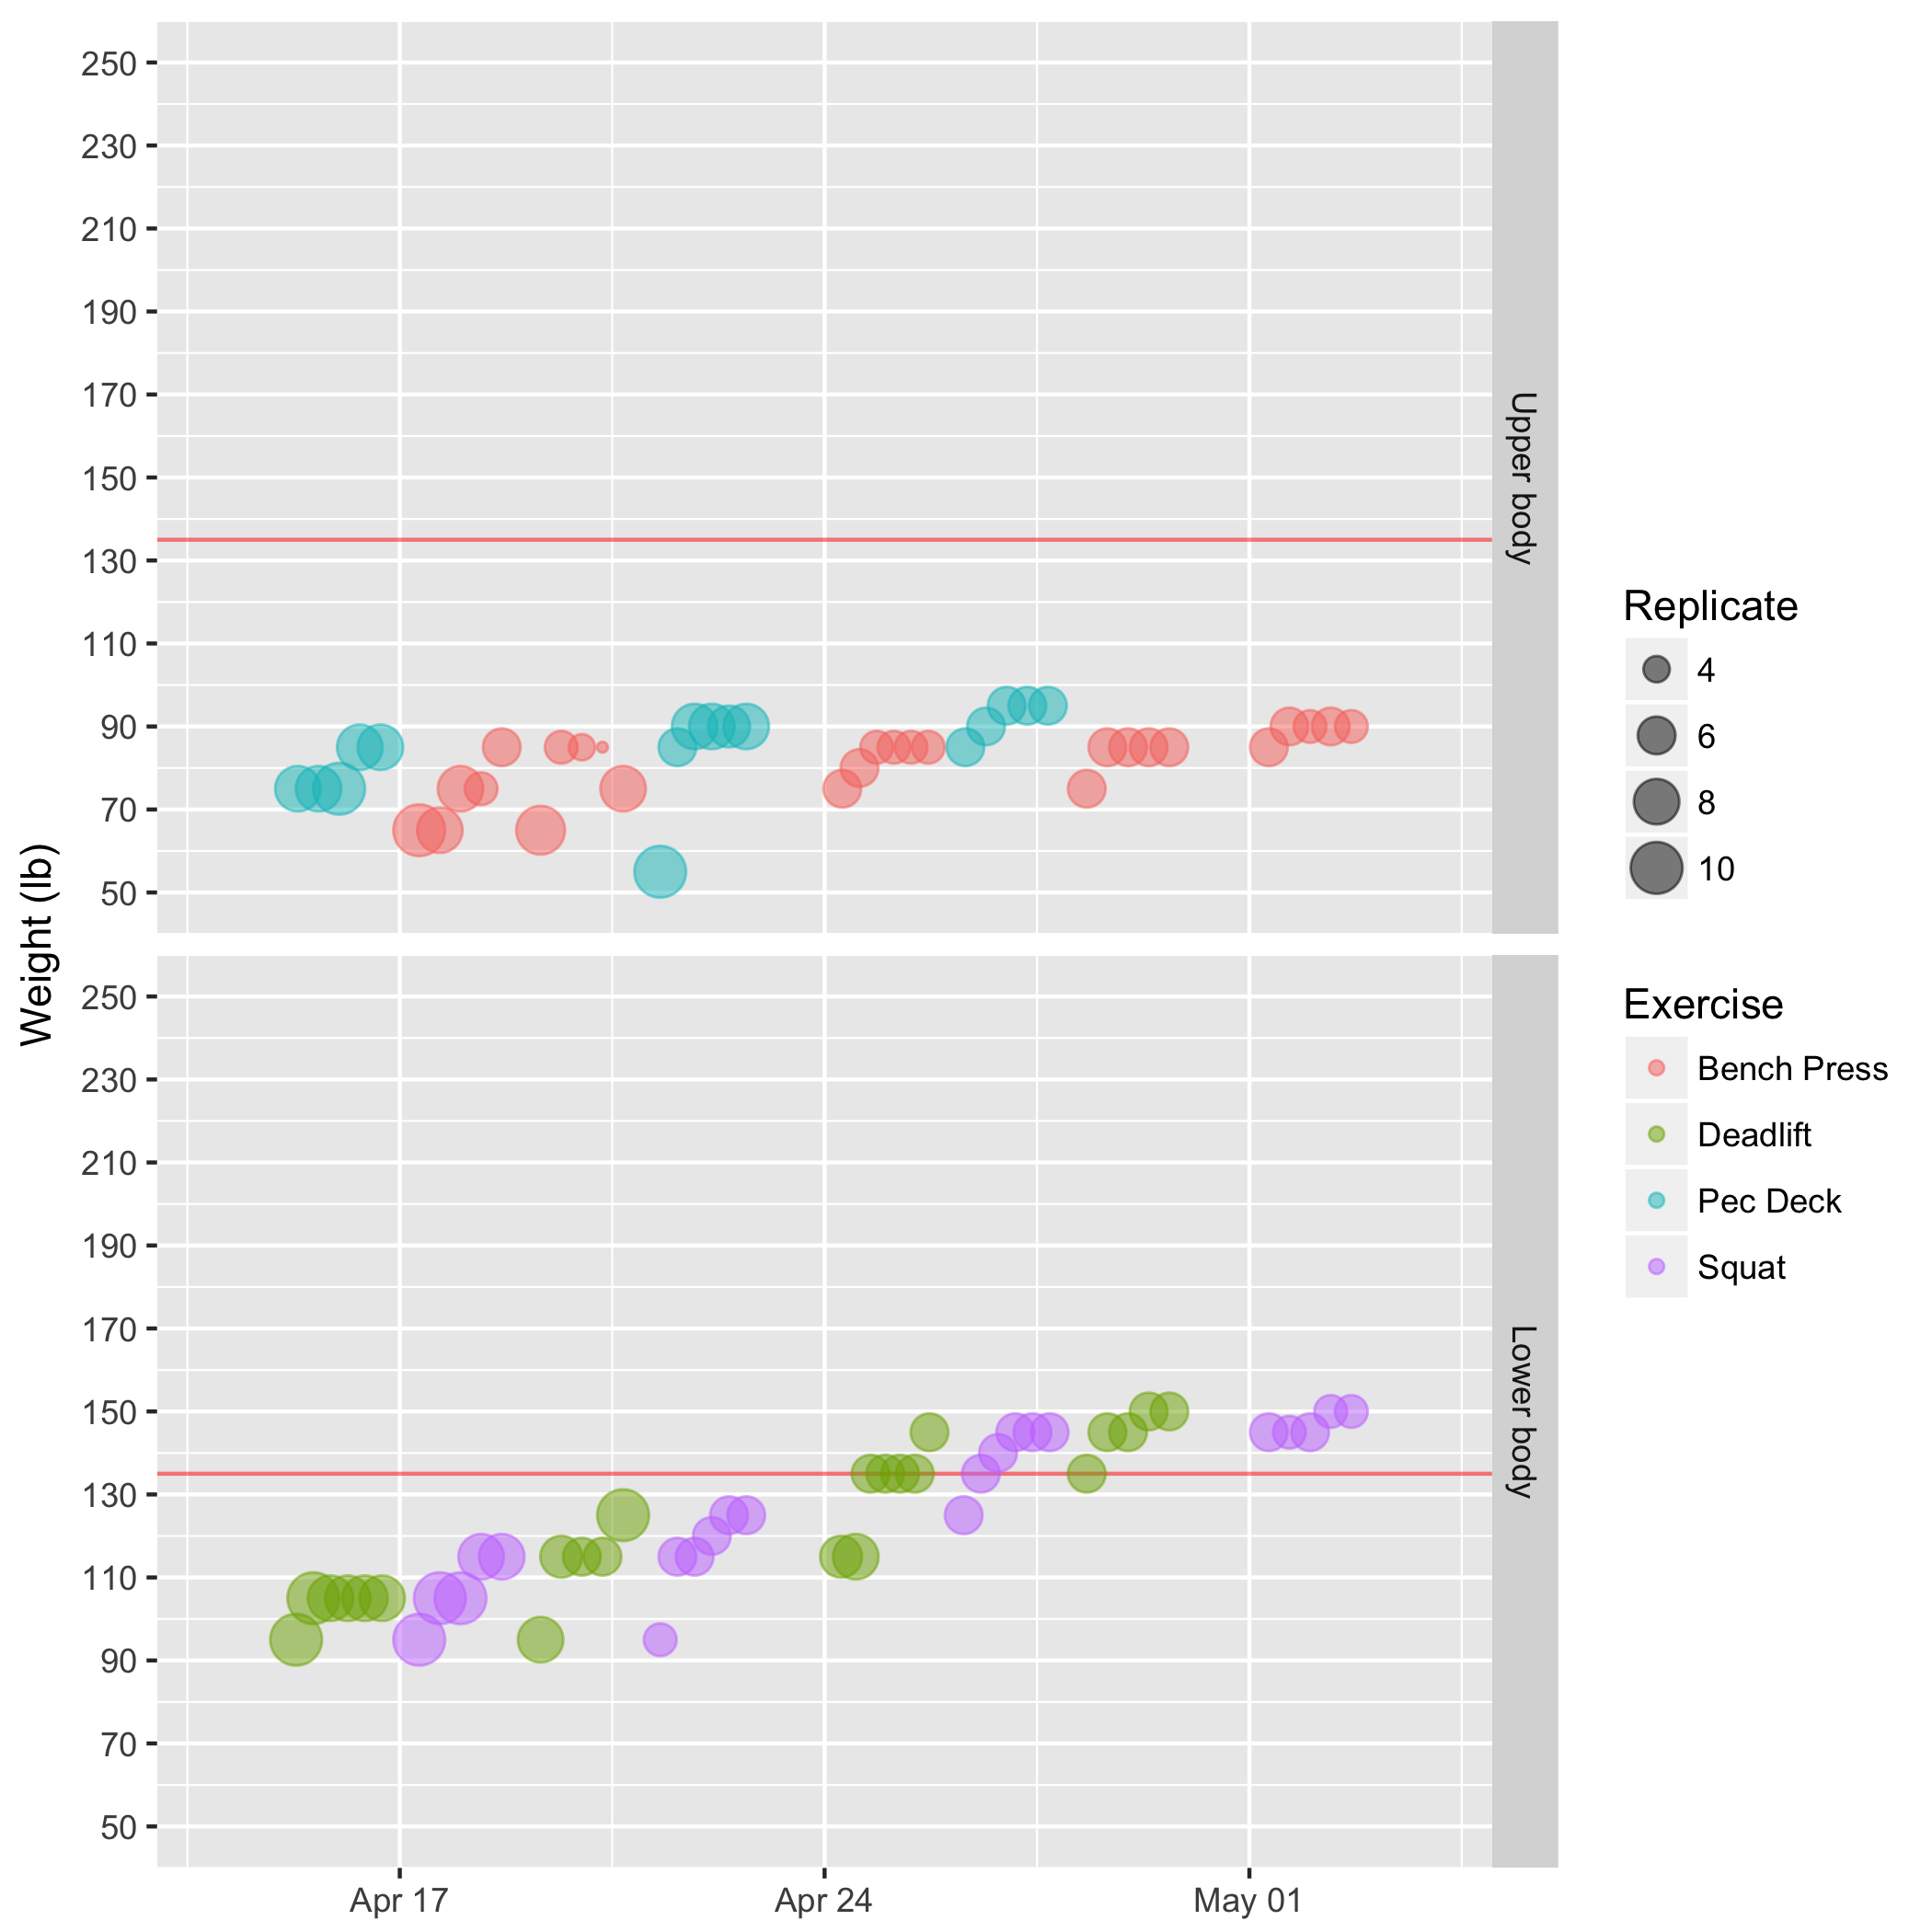 Weight (lb)
250
230
210
190
170
150
130
110
90
70
50
Upper body
250
230
210
190
170
150
130
110
90
70
50
Lower body
Apr 17
Apr 24
May 01
Replicate
4
6
8
10
Exercise
Bench Press
Deadlift
Pec Deck
Squat